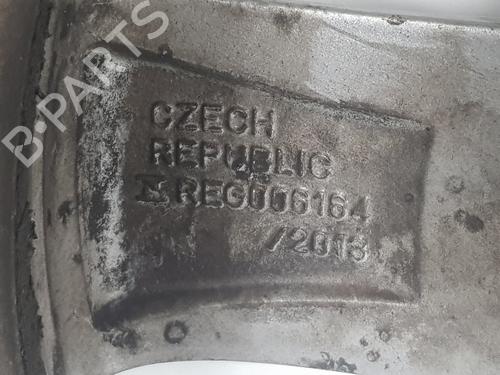 B-PARTS
CZECH
REPUBLIC
REG006164
/2013